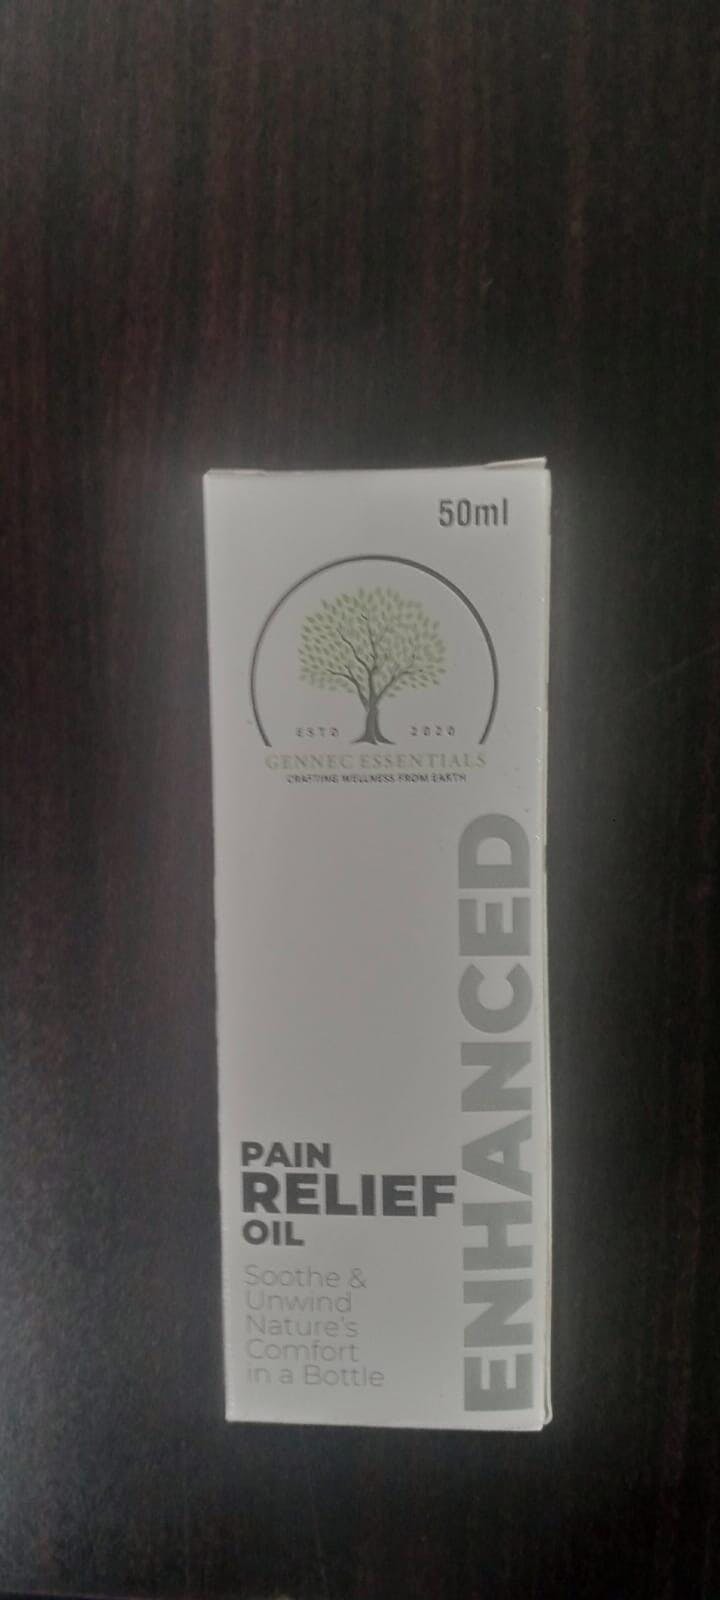 50ml
ESTD 2020
GENNEC ESSENTIALS
CRAFTING WELLNESS FROM EARTH
ENHANCED
PAIN
RELIEF
OIL
Soothe &
Unwind
Nature's
Comfort
in a Bottle